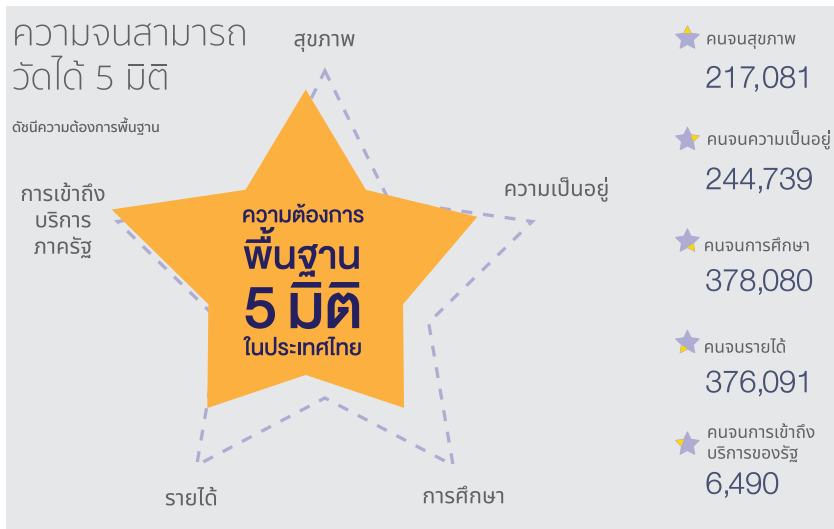 ความจนสามารถ
วัดได้ 5 มิติ
ดัชนีความต้องการพื้นฐาน
สุขภาพ
ความเป็นอยู่
การศึกษา
รายได้
การเข้าถึง
บริการ
ภาครัฐ
ความต้องการ
พื้นฐาน
5 มิติ
ในประเทศไทย
คนจนสุขภาพ
217,081
คนจนความเป็นอยู่
244,739
คนจนการศึกษา
378,080
คนจนรายได้
376,091
คนจนการเข้าถึง
บริการของรัฐ
6,490